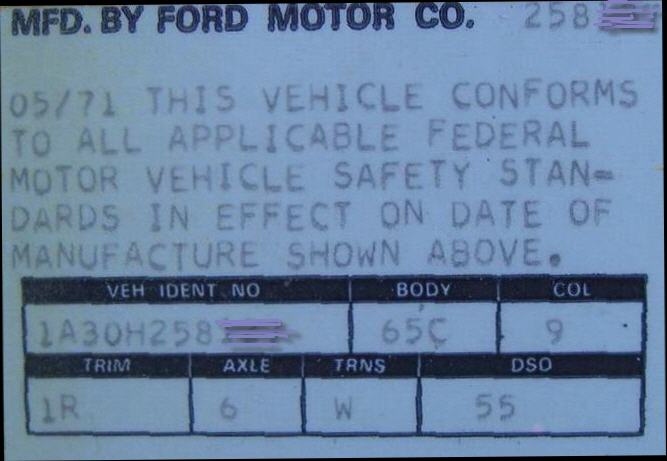 MFD. BY FORD MOTOR CO. 258
05/71 THIS VEHICLE CONFORMS
TO ALL APPLICABLE FEDERAL
MOTOR VEHICLE SAFETY STAN-
DARDS IN EFFECT ON DATE OF
MANUFACTURE SHOWN ABOVE.
VEH IDENT NO BODY COL
1A30H258 65C 9
TRIM AXLE TRNS DSO
1R 6 W 55